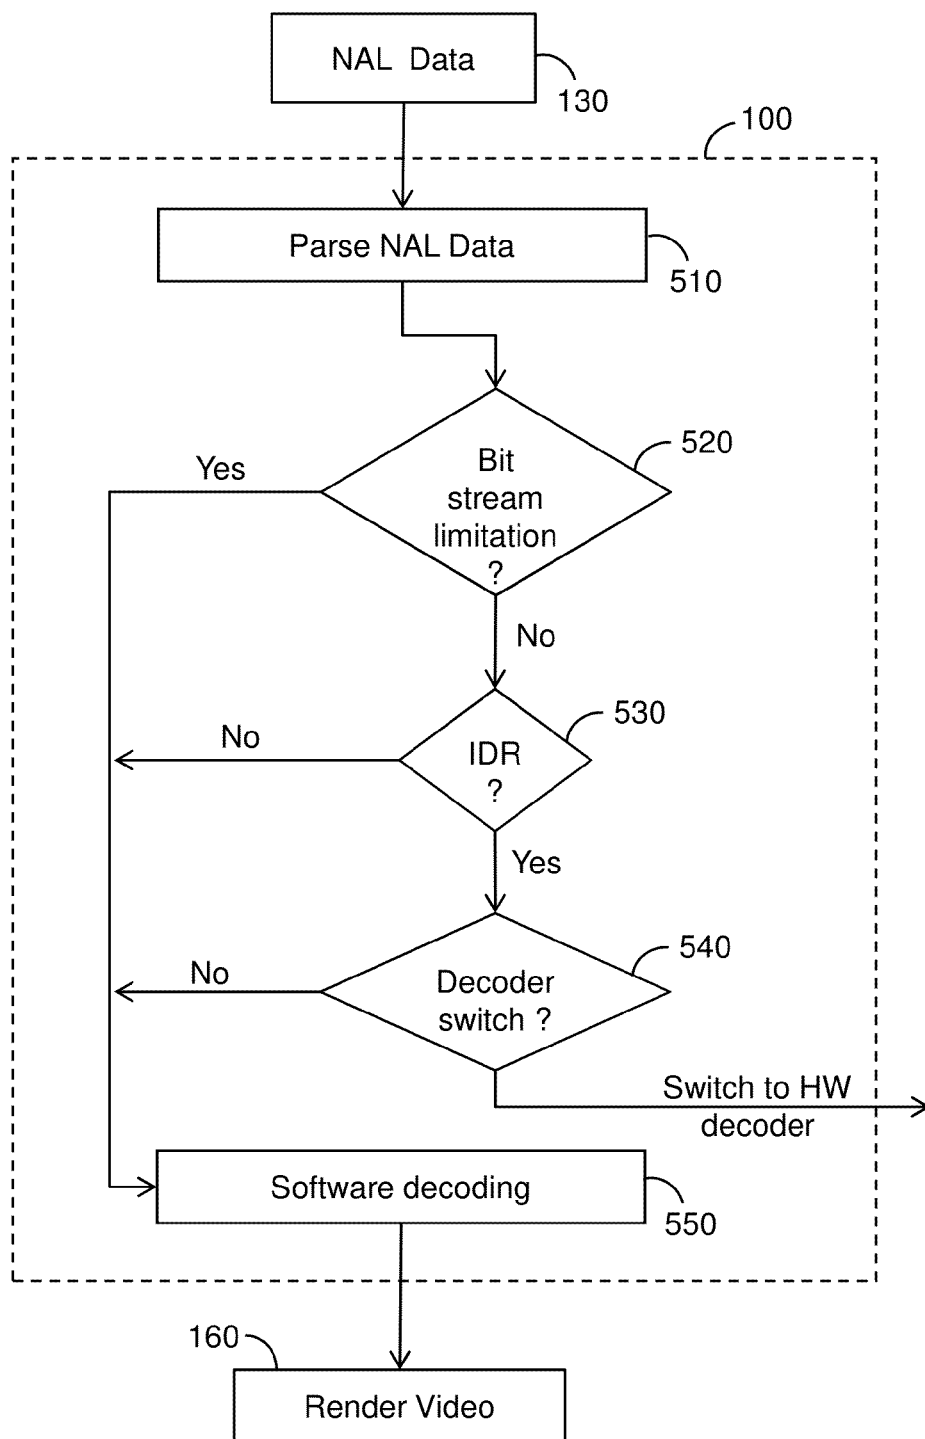 NAL Data
130
100
Parse NAL Data
510
520
Bit
stream
limitation
?
Yes
No
530
IDR
?
No
Yes
540
Decoder
switch ?
No
Switch to HW
decoder
Software decoding
550
160
Render Video